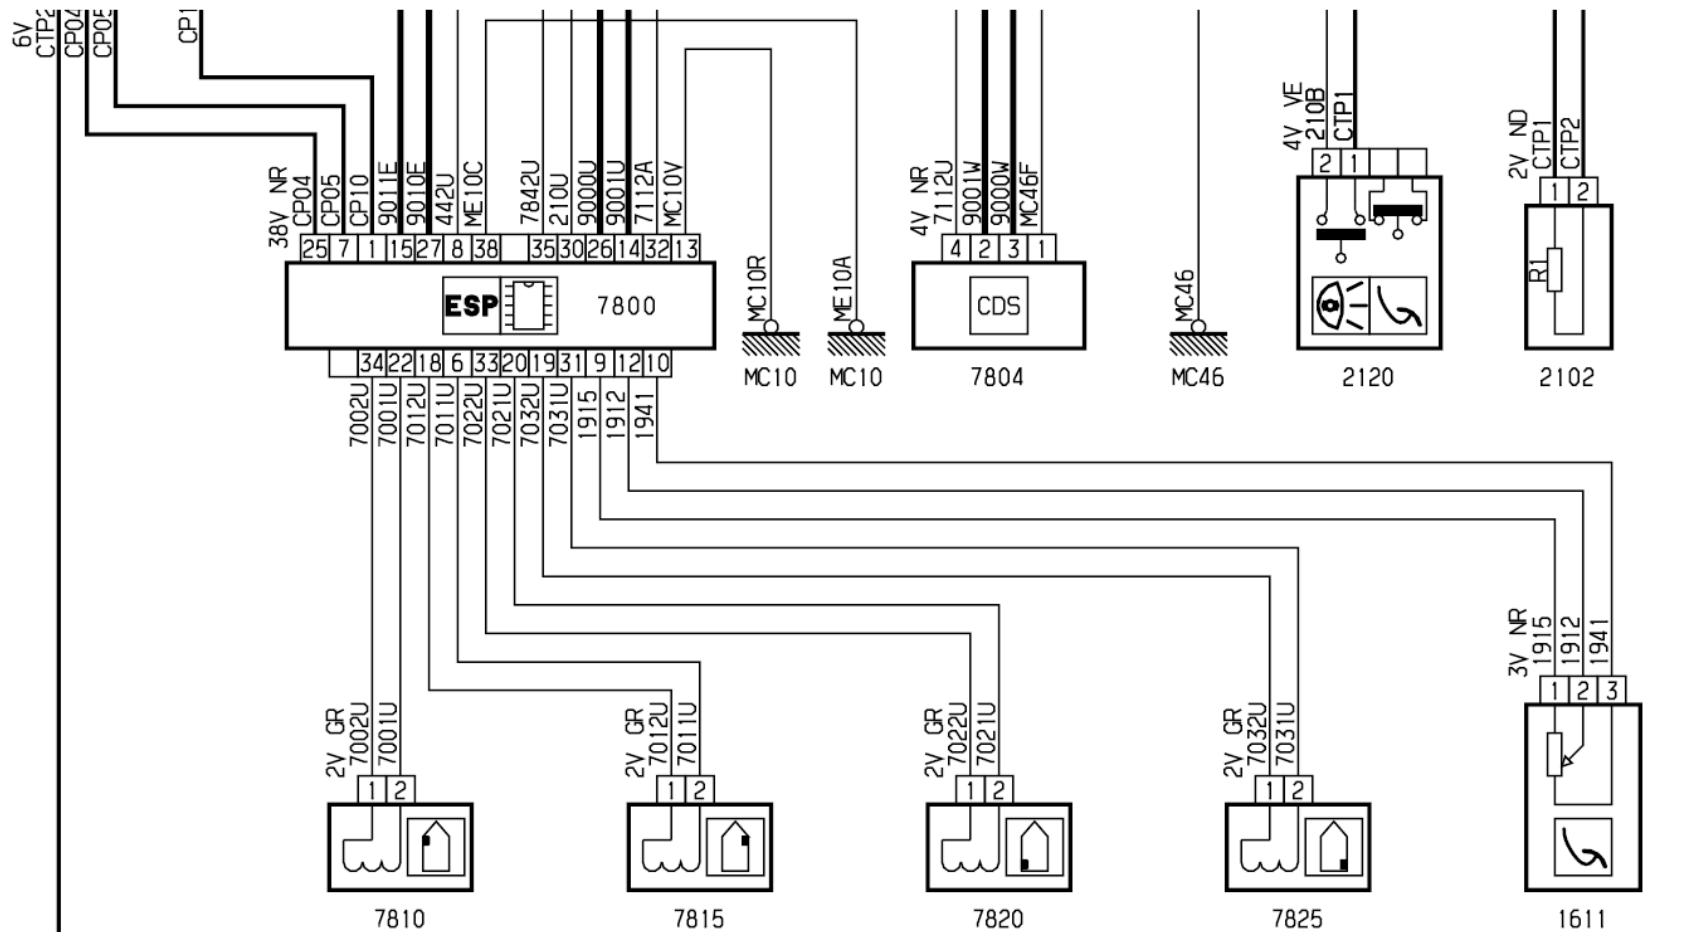 6V
CTP2
CP04
CP05
CP1
38V NR
CP04
CP05
CP10
9011E
9010E
442U
ME10C
7842U
210U
9000U
9001U
7112A
MC10V
4V NR
7112U
9001W
9000W
MC46F
4V VE
210B
CTP1
2V ND
CTP1
CTP2
25 7 1 15 27 8 38 35 30 26 14 32 13
4 2 3 1
2 1
1 2
ESP 7800
MC10R
ME10A
CDS
MC46
R1
MC10
MC10
7804
MC46
2120
2102
34 22 18 6 33 20 19 31 9 12 10
7002U
7001U
7012U
7011U
7022U
7021U
7032U
7031U
1915
1912
1941
2V GR
7002U
7001U
2V GR
7012U
7011U
2V GR
7022U
7021U
2V GR
7032U
7031U
3V NR
1915
1912
1941
1 2
1 2
1 2
1 2
1 2 3
7810
7815
7820
7825
1611